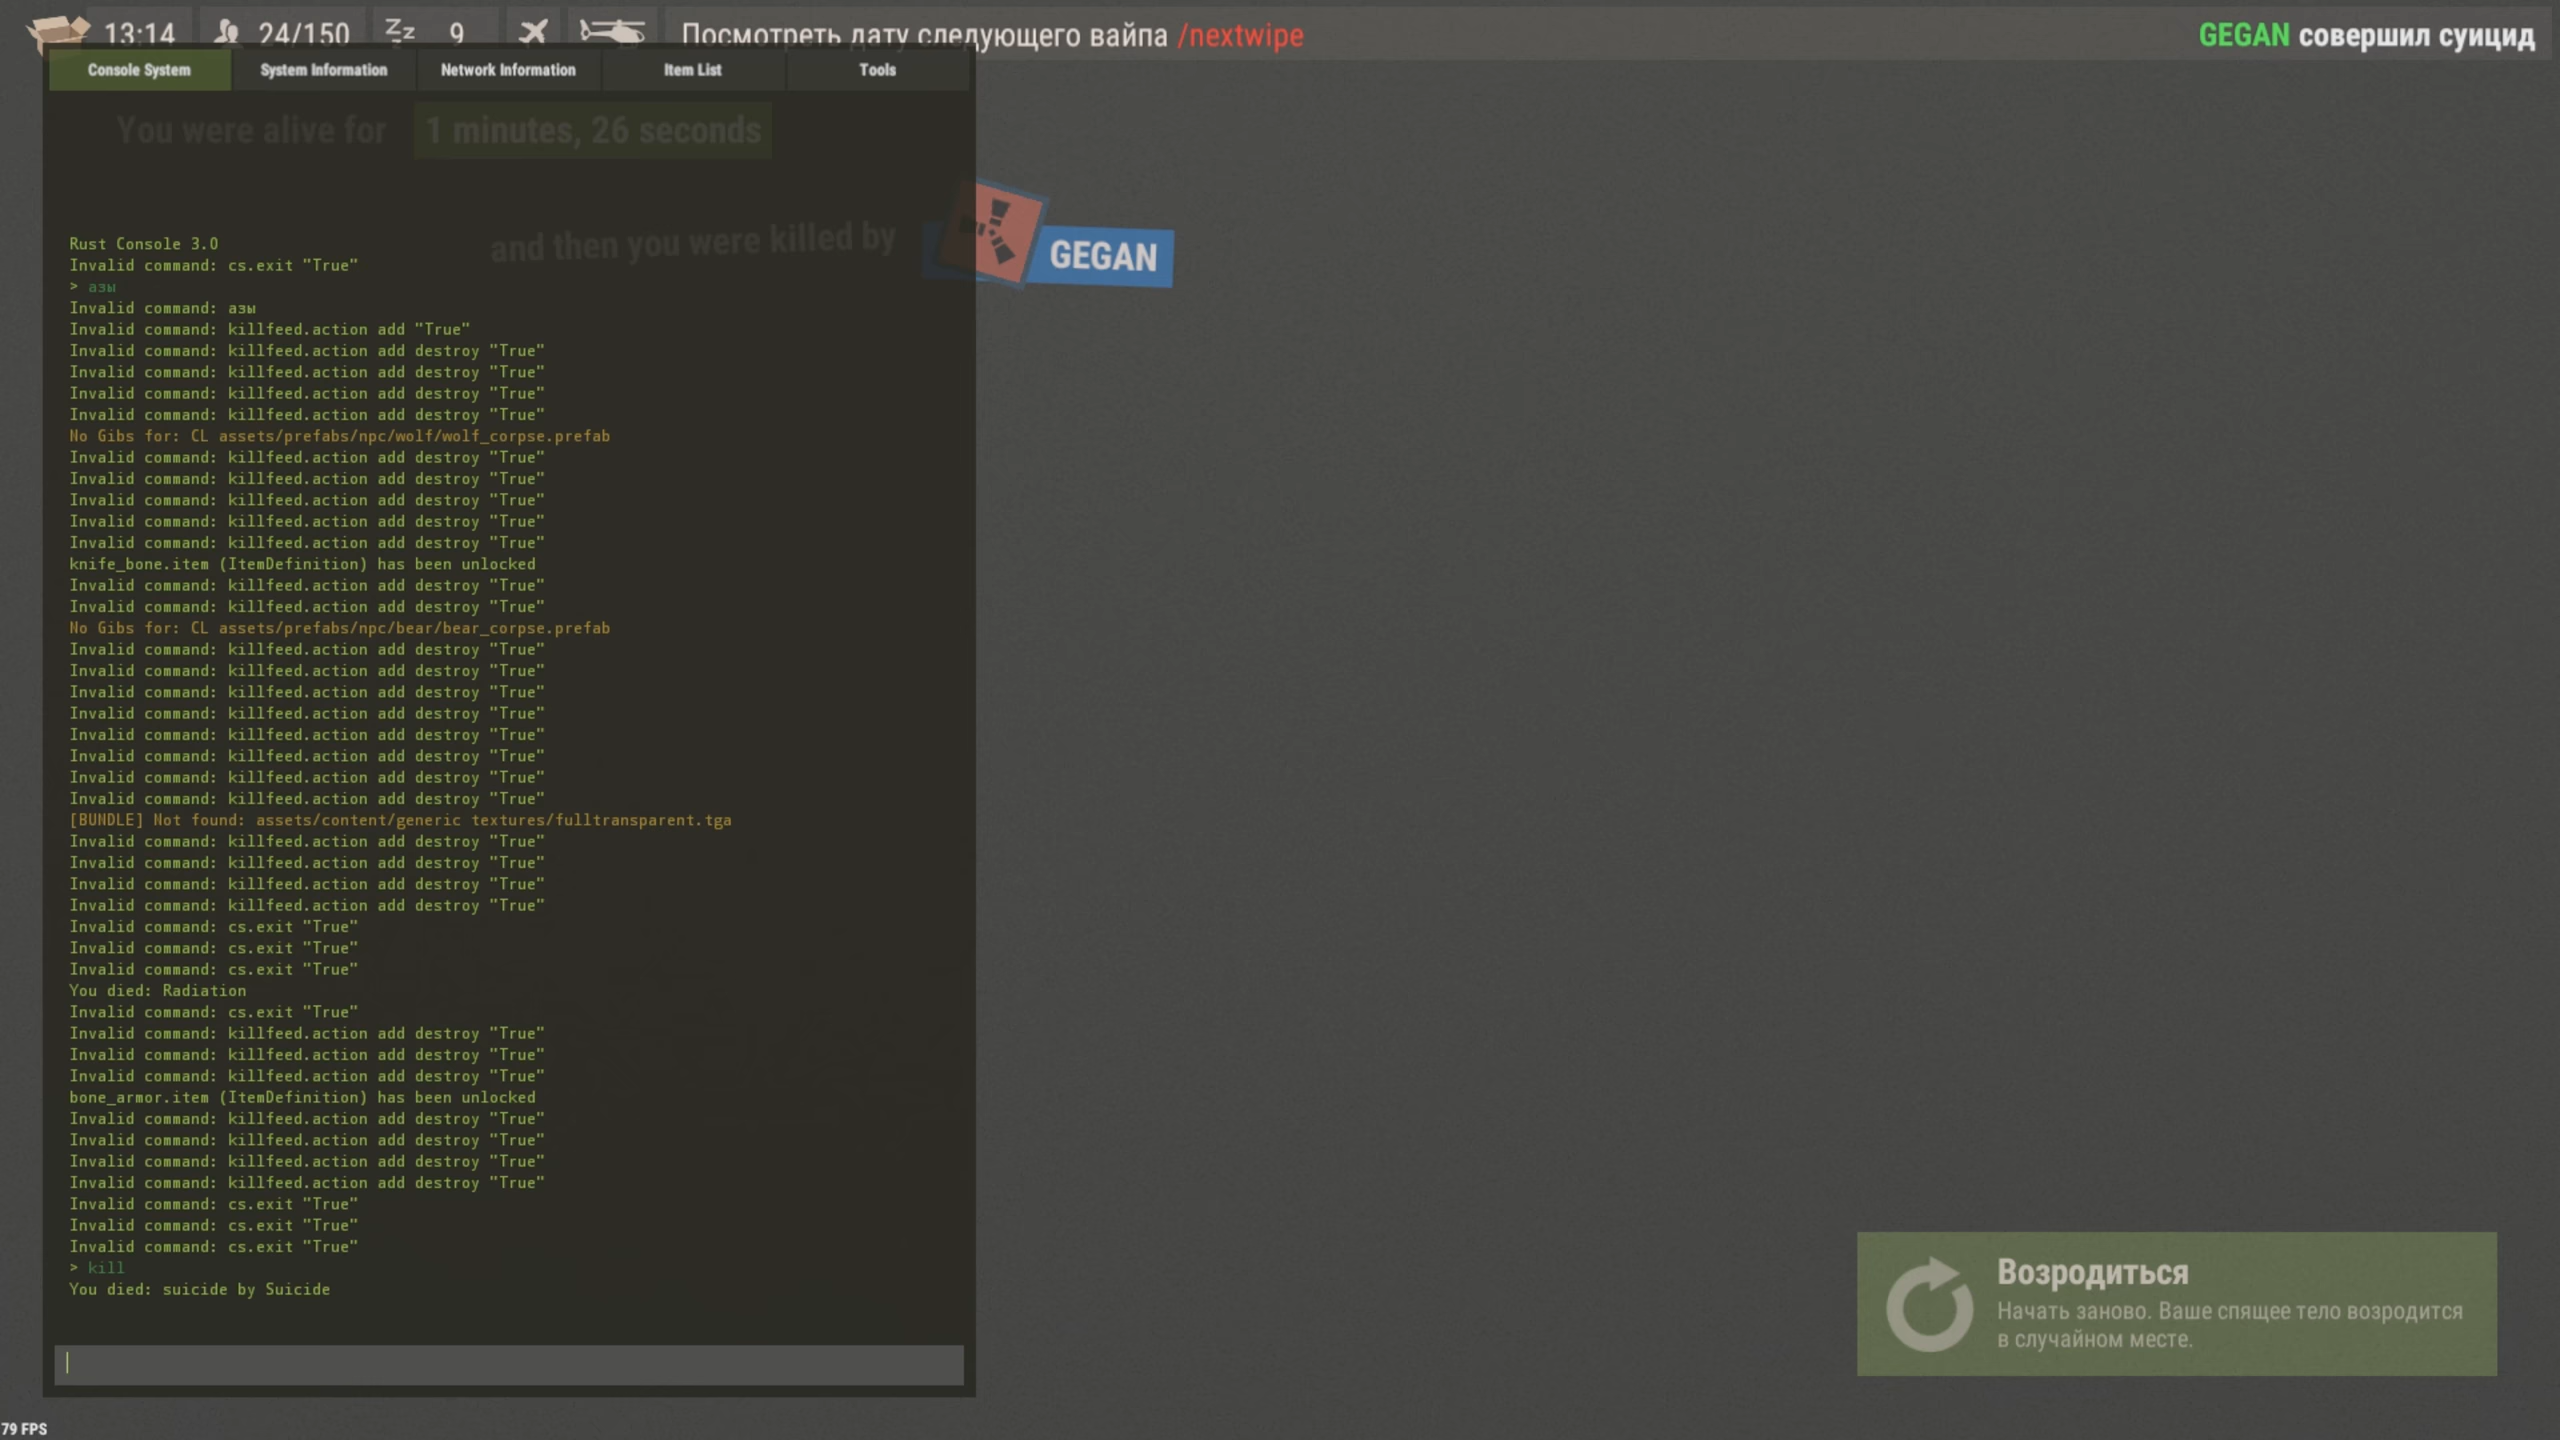 13:14 24/150 Zz 9 Посмотреть дату следующего вайпа /nextwipe GEGAN совершил суицид
Console System System Information Network Information Item List Tools
You were alive for 1 minutes, 26 seconds
and then you were killed by GEGAN
Rust Console 3.0
Invalid command: cs.exit "True"
> азы
Invalid command: азы
Invalid command: killfeed.action add "True"
Invalid command: killfeed.action add destroy "True"
Invalid command: killfeed.action add destroy "True"
Invalid command: killfeed.action add destroy "True"
Invalid command: killfeed.action add destroy "True"
No Gibs for: CL assets/prefabs/npc/wolf/wolf_corpse.prefab
Invalid command: killfeed.action add destroy "True"
Invalid command: killfeed.action add destroy "True"
Invalid command: killfeed.action add destroy "True"
Invalid command: killfeed.action add destroy "True"
Invalid command: killfeed.action add destroy "True"
knife_bone.item (ItemDefinition) has been unlocked
Invalid command: killfeed.action add destroy "True"
Invalid command: killfeed.action add destroy "True"
No Gibs for: CL assets/prefabs/npc/bear/bear_corpse.prefab
Invalid command: killfeed.action add destroy "True"
Invalid command: killfeed.action add destroy "True"
Invalid command: killfeed.action add destroy "True"
Invalid command: killfeed.action add destroy "True"
Invalid command: killfeed.action add destroy "True"
Invalid command: killfeed.action add destroy "True"
Invalid command: killfeed.action add destroy "True"
Invalid command: killfeed.action add destroy "True"
[BUNDLE] Not found: assets/content/generic textures/fulltransparent.tga
Invalid command: killfeed.action add destroy "True"
Invalid command: killfeed.action add destroy "True"
Invalid command: killfeed.action add destroy "True"
Invalid command: killfeed.action add destroy "True"
Invalid command: cs.exit "True"
Invalid command: cs.exit "True"
Invalid command: cs.exit "True"
You died: Radiation
Invalid command: cs.exit "True"
Invalid command: killfeed.action add destroy "True"
Invalid command: killfeed.action add destroy "True"
Invalid command: killfeed.action add destroy "True"
bone_armor.item (ItemDefinition) has been unlocked
Invalid command: killfeed.action add destroy "True"
Invalid command: killfeed.action add destroy "True"
Invalid command: killfeed.action add destroy "True"
Invalid command: killfeed.action add destroy "True"
Invalid command: cs.exit "True"
Invalid command: cs.exit "True"
Invalid command: cs.exit "True"
> kill
You died: suicide by Suicide
Возродиться
Начать заново. Ваше спящее тело возродится
в случайном месте.
79 FPS